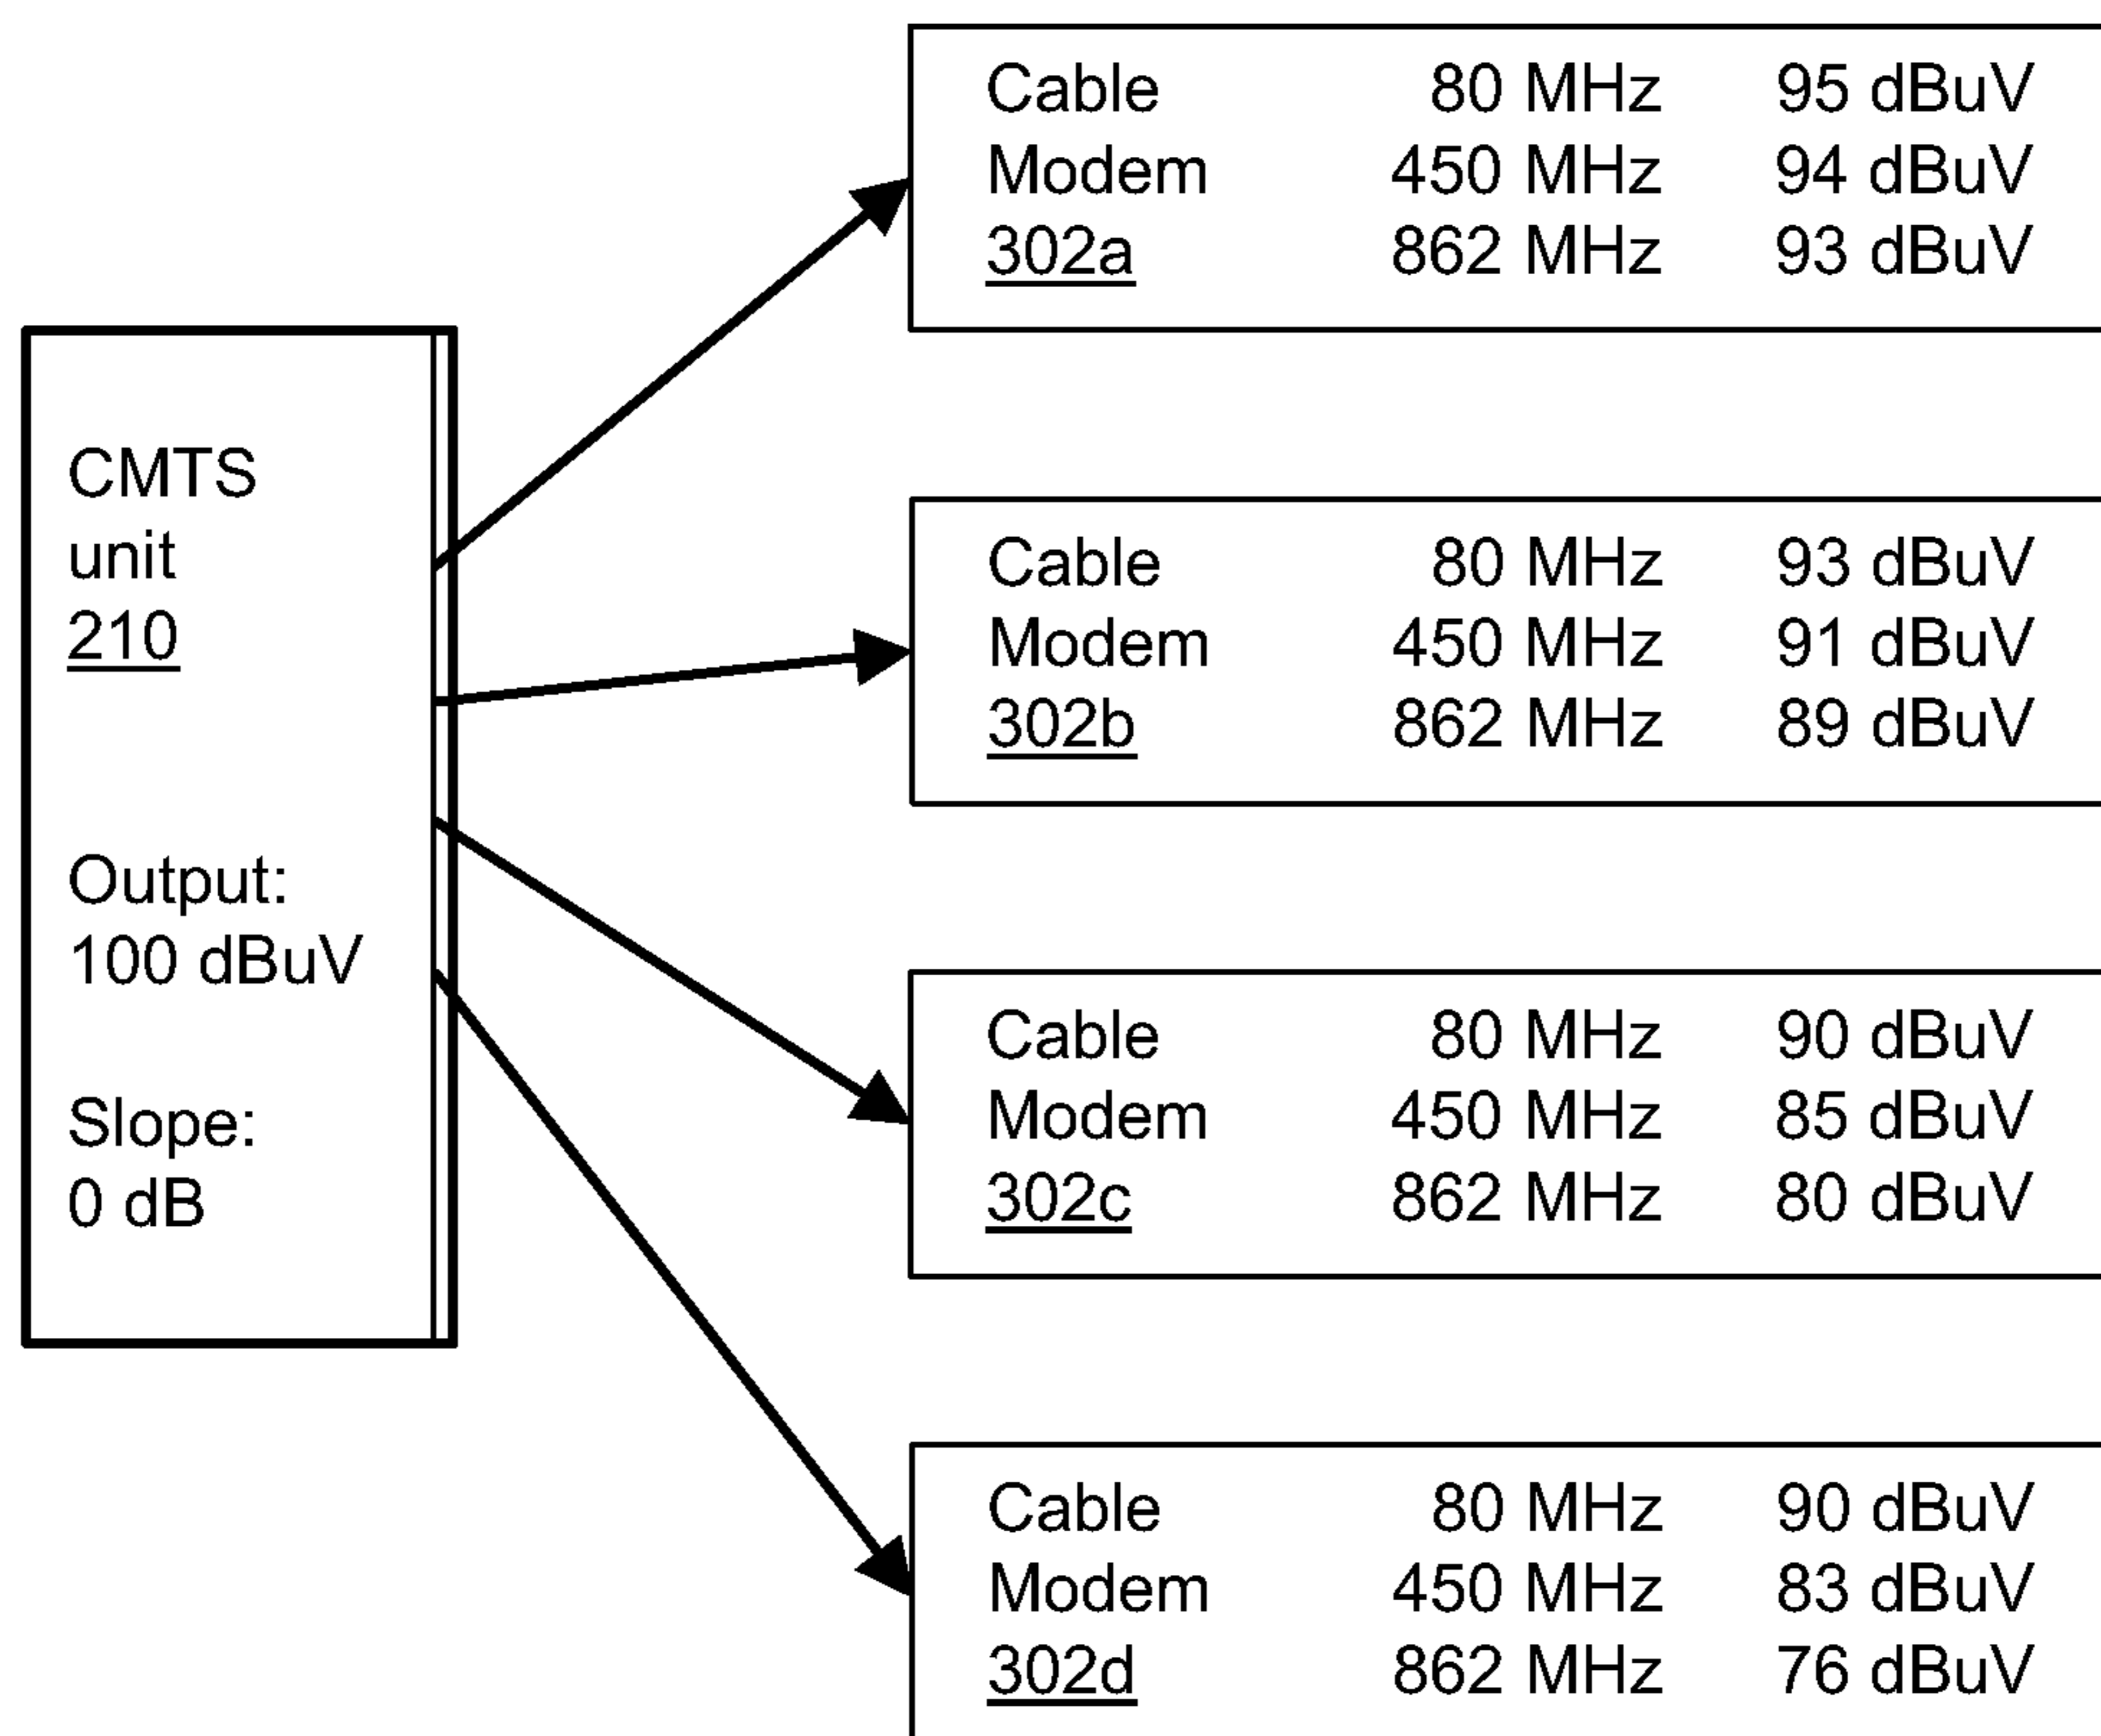 CMTS
unit
210
Output:
100 dBuV
Slope:
0 dB
Cable 80 MHz 95 dBuV
Modem 450 MHz 94 dBuV
302a 862 MHz 93 dBuV
Cable 80 MHz 93 dBuV
Modem 450 MHz 91 dBuV
302b 862 MHz 89 dBuV
Cable 80 MHz 90 dBuV
Modem 450 MHz 85 dBuV
302c 862 MHz 80 dBuV
Cable 80 MHz 90 dBuV
Modem 450 MHz 83 dBuV
302d 862 MHz 76 dBuV